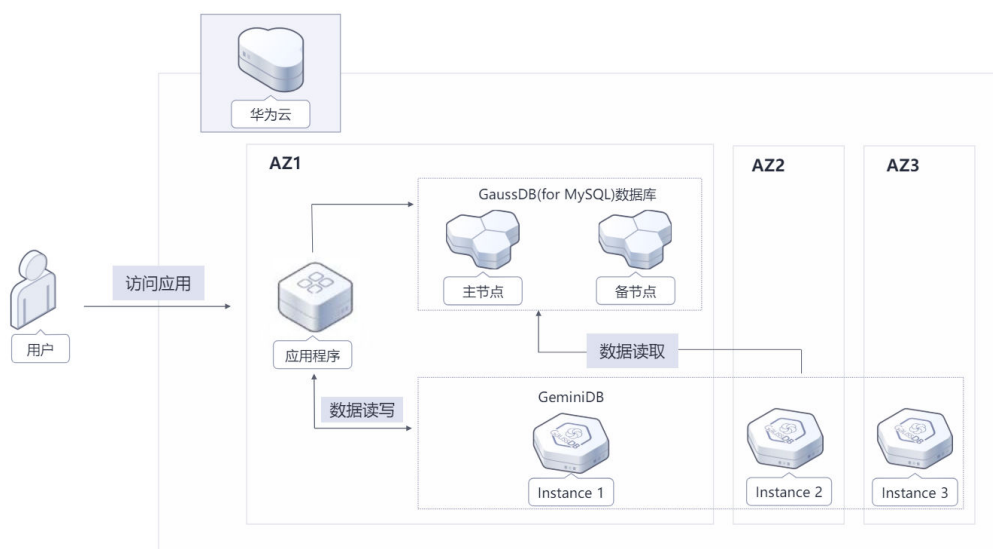 华为云
AZ1
AZ2
AZ3
GaussDB(for MySQL)数据库
主节点
备节点
访问应用
用户
应用程序
数据读取
数据读写
GeminiDB
Instance 1
Instance 2
Instance 3